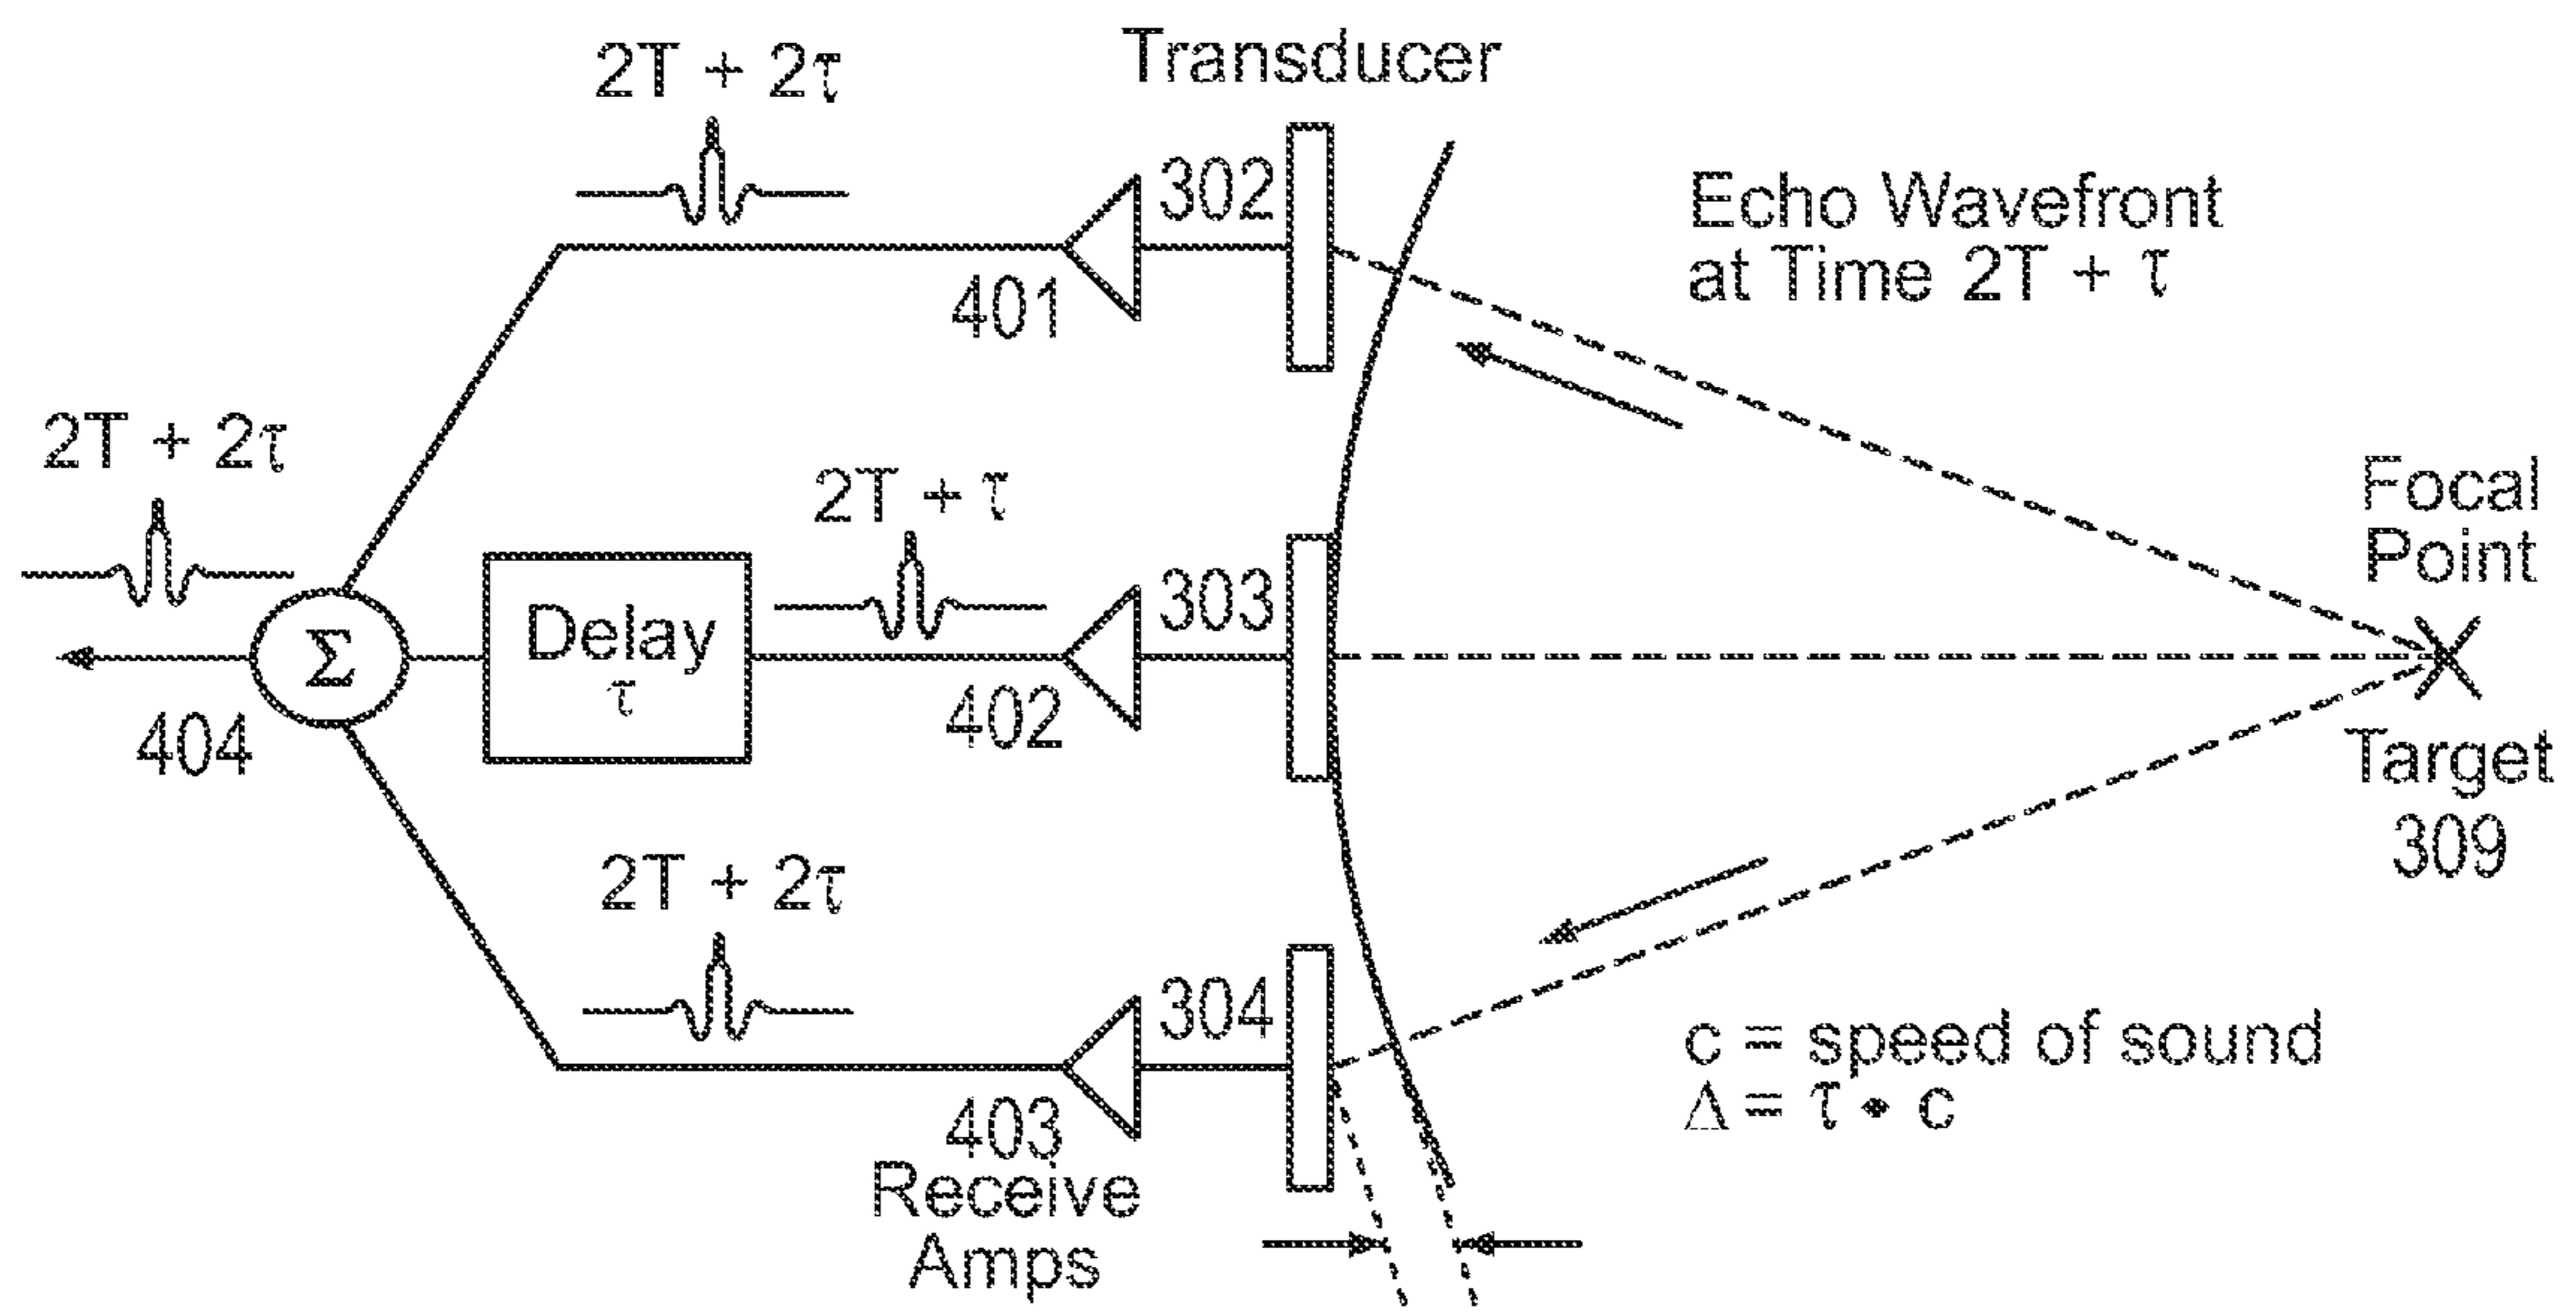 Transducer
2T + 2τ
302
401
Echo Wavefront
at Time 2T + τ
2T + 2τ
2T + τ
303
Delay
τ
Σ
402
404
Focal
Point
Target
309
2T + 2τ
304
403
Receive
Amps
c = speed of sound
Δ = τ • c